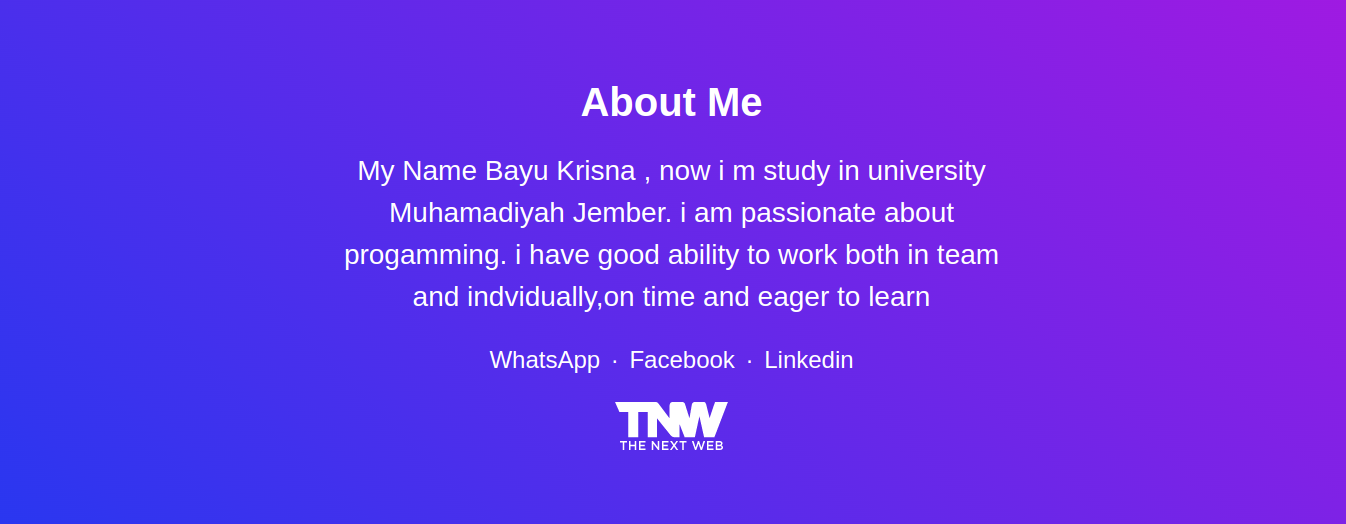 About Me
My Name Bayu Krisna , now i m study in university
Muhamadiyah Jember. i am passionate about
progamming. i have good ability to work both in team
and indvidually,on time and eager to learn
WhatsApp · Facebook · Linkedin
TNW
THE NEXT WEB